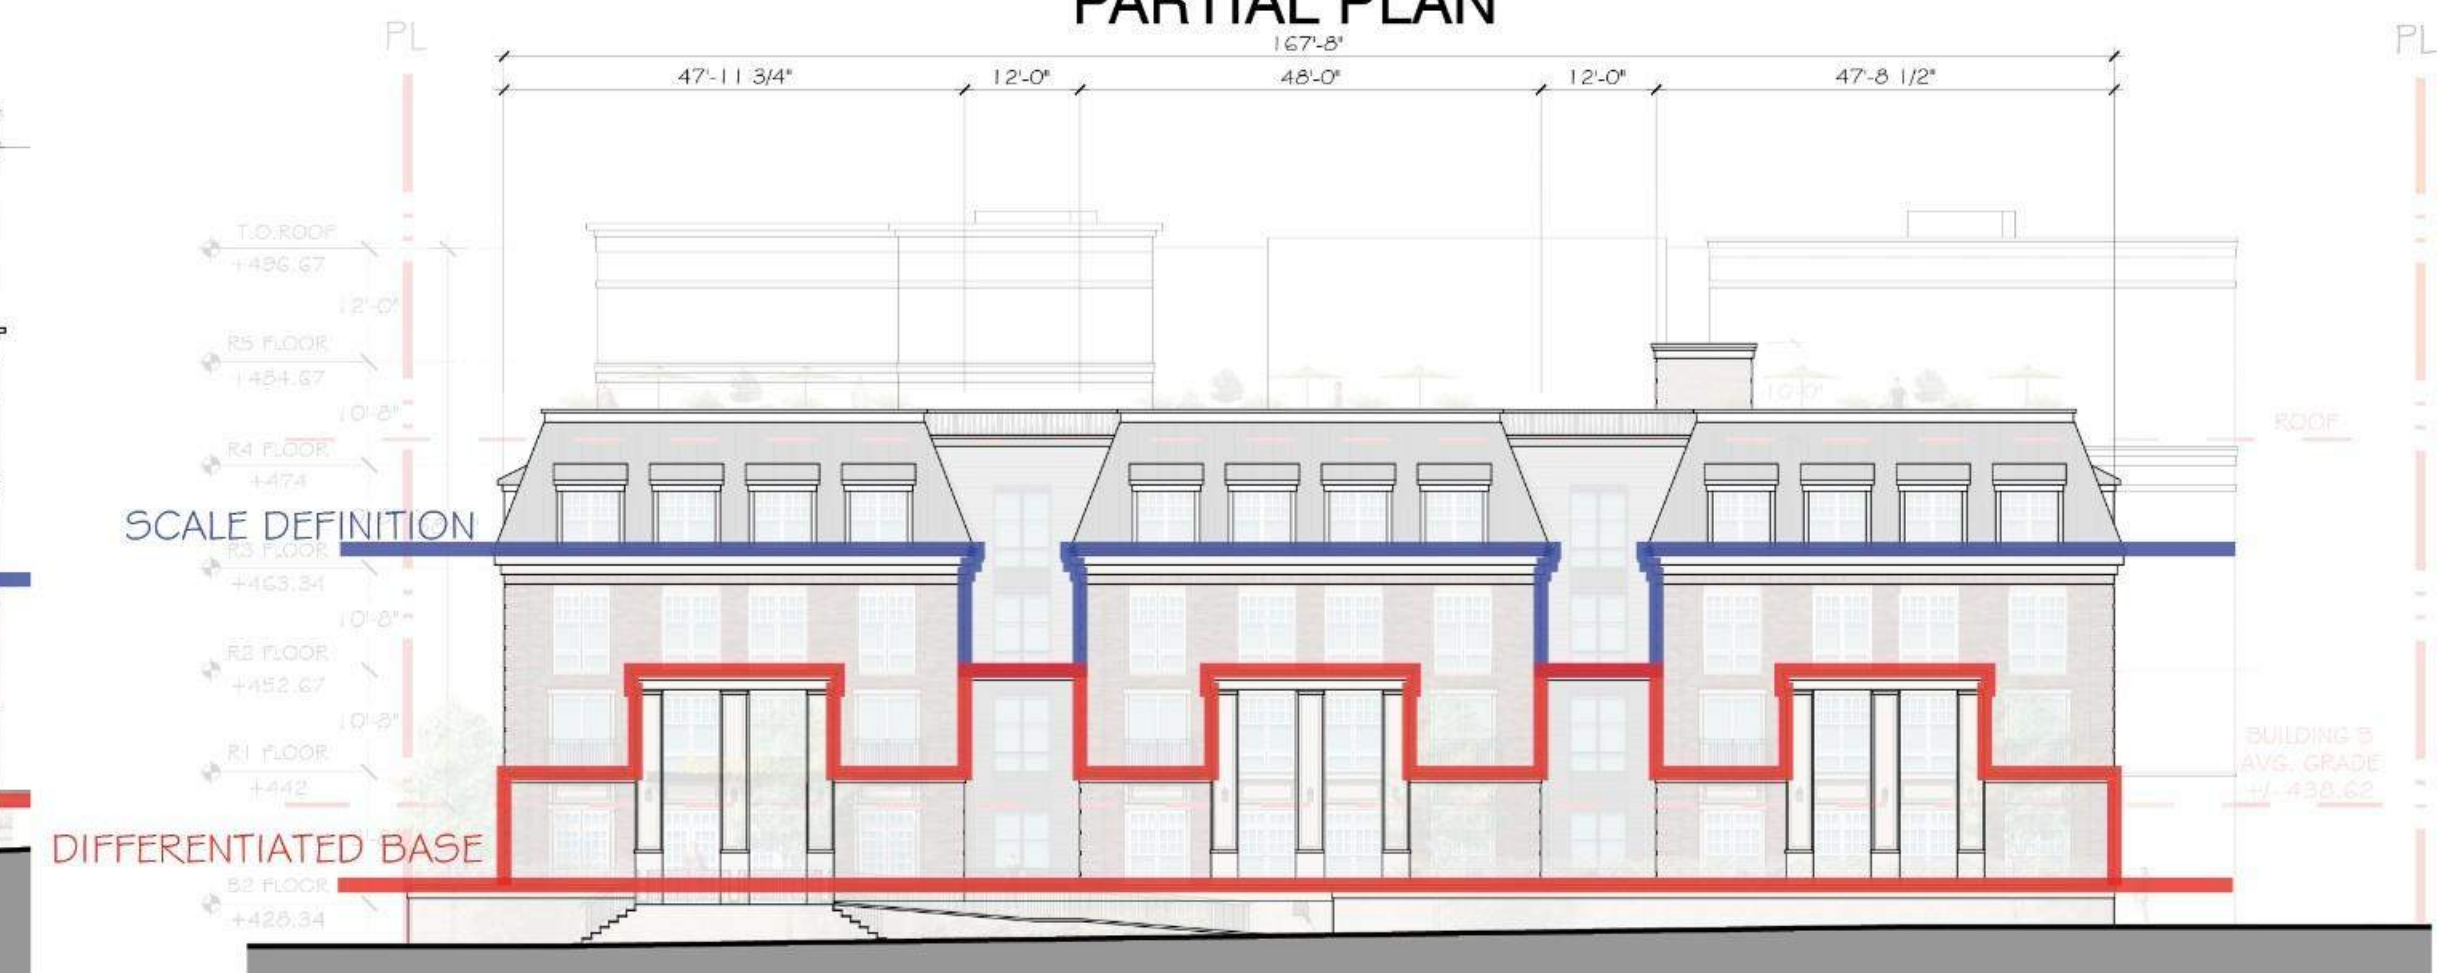 PARTIAL PLAN
PL
PL
167'-8"
47'-11 3/4"
12'-0"
48'-0"
12'-0"
47'-8 1/2"
T.O.ROOF
+496.67
12'-0"
R5 FLOOR
+484.67
10'-8"
10'-0"
ROOF
R4 FLOOR
+474
SCALE DEFINITION
R3 FLOOR
+463.34
10'-8"
R2 FLOOR
+452.67
10'-8"
R1 FLOOR
+442
BUILDING B
AVG. GRADE
+/- 438.62
DIFFERENTIATED BASE
B2 FLOOR
+428.34